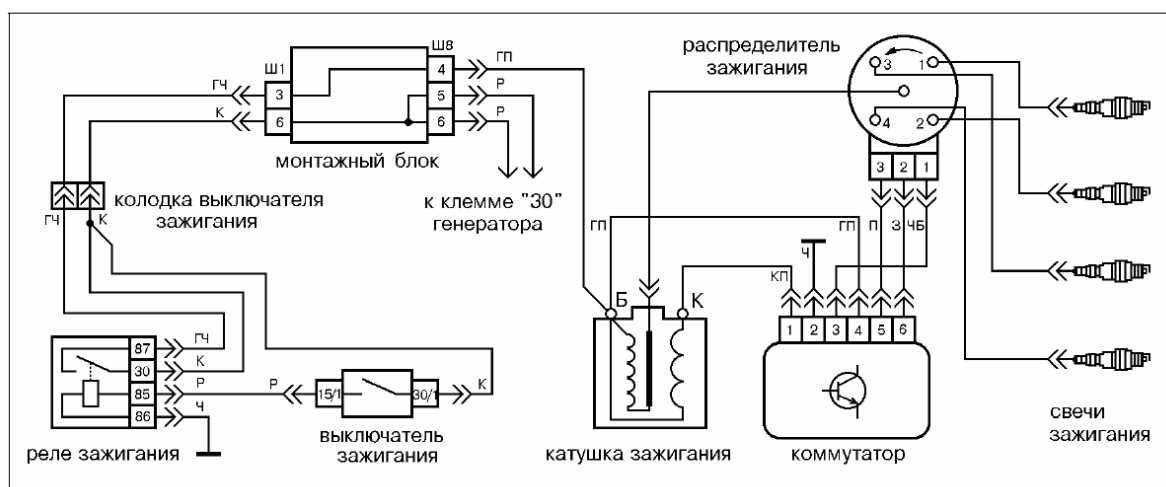 Ш1
Ш8
ГЧ
3
4
ГП
К
6
5
Р
6
Р
монтажный блок
к клемме "30"
генератора
колодка выключателя
зажигания
ГЧ
К
87
ГЧ
30
К
85
Р
86
Ч
реле зажигания
Р
15/1
30/1
К
выключатель
зажигания
распределитель
зажигания
3
1
4
2
3
2
1
ГП
ГП
П
З
ЧБ
Ч
КП
Б
К
1
2
3
4
5
6
катушка зажигания
коммутатор
свечи
зажигания